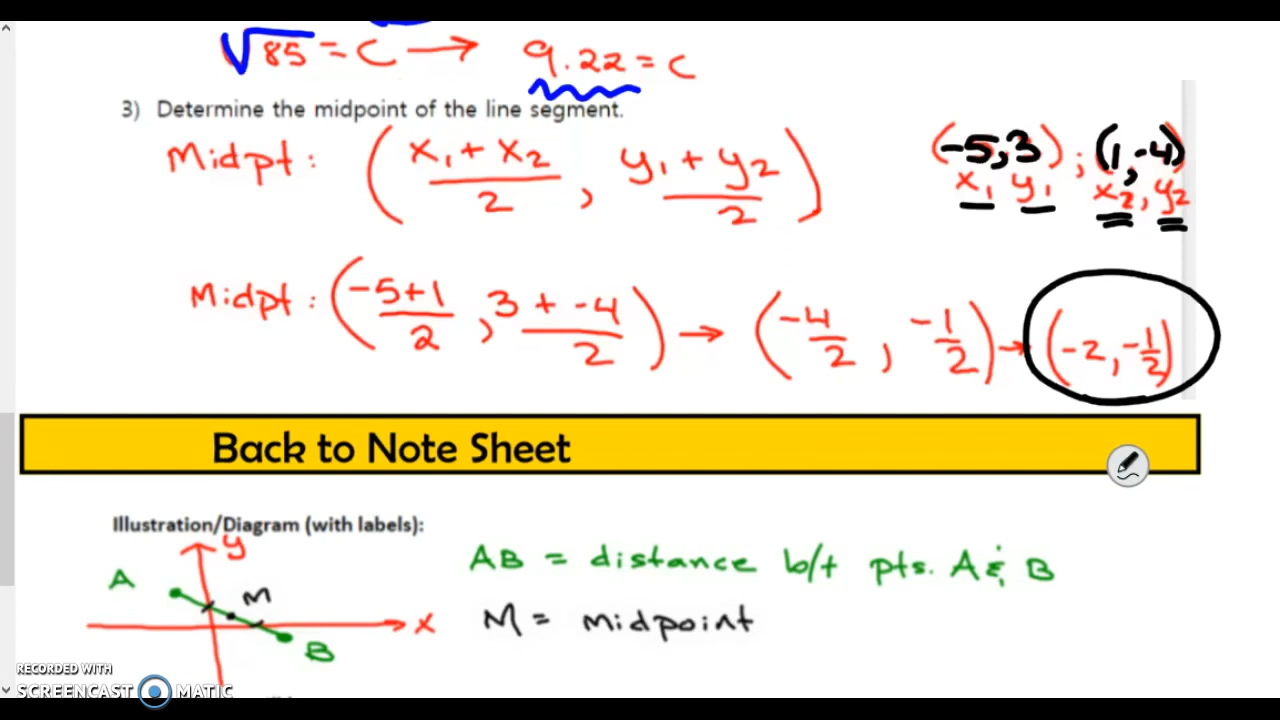 √85 = C → 9.22 = C
3) Determine the midpoint of the line segment.
Midpt : ( x₁ + x₂ / 2 , y₁ + y₂ / 2 ) (-5,3) ; (1,-4)
x₁ y₁ x₂, y₂
Midpt : ( -5+1 / 2 , 3 + -4 / 2 ) → ( -4 / 2 , -1 / 2 ) → ( -2, -1/2 )
Back to Note Sheet
Illustration/Diagram (with labels):
y
AB = distance b/t pts. A & B
A
M
M = midpoint
x
B
RECORDED WITH
SCREENCAST MATIC